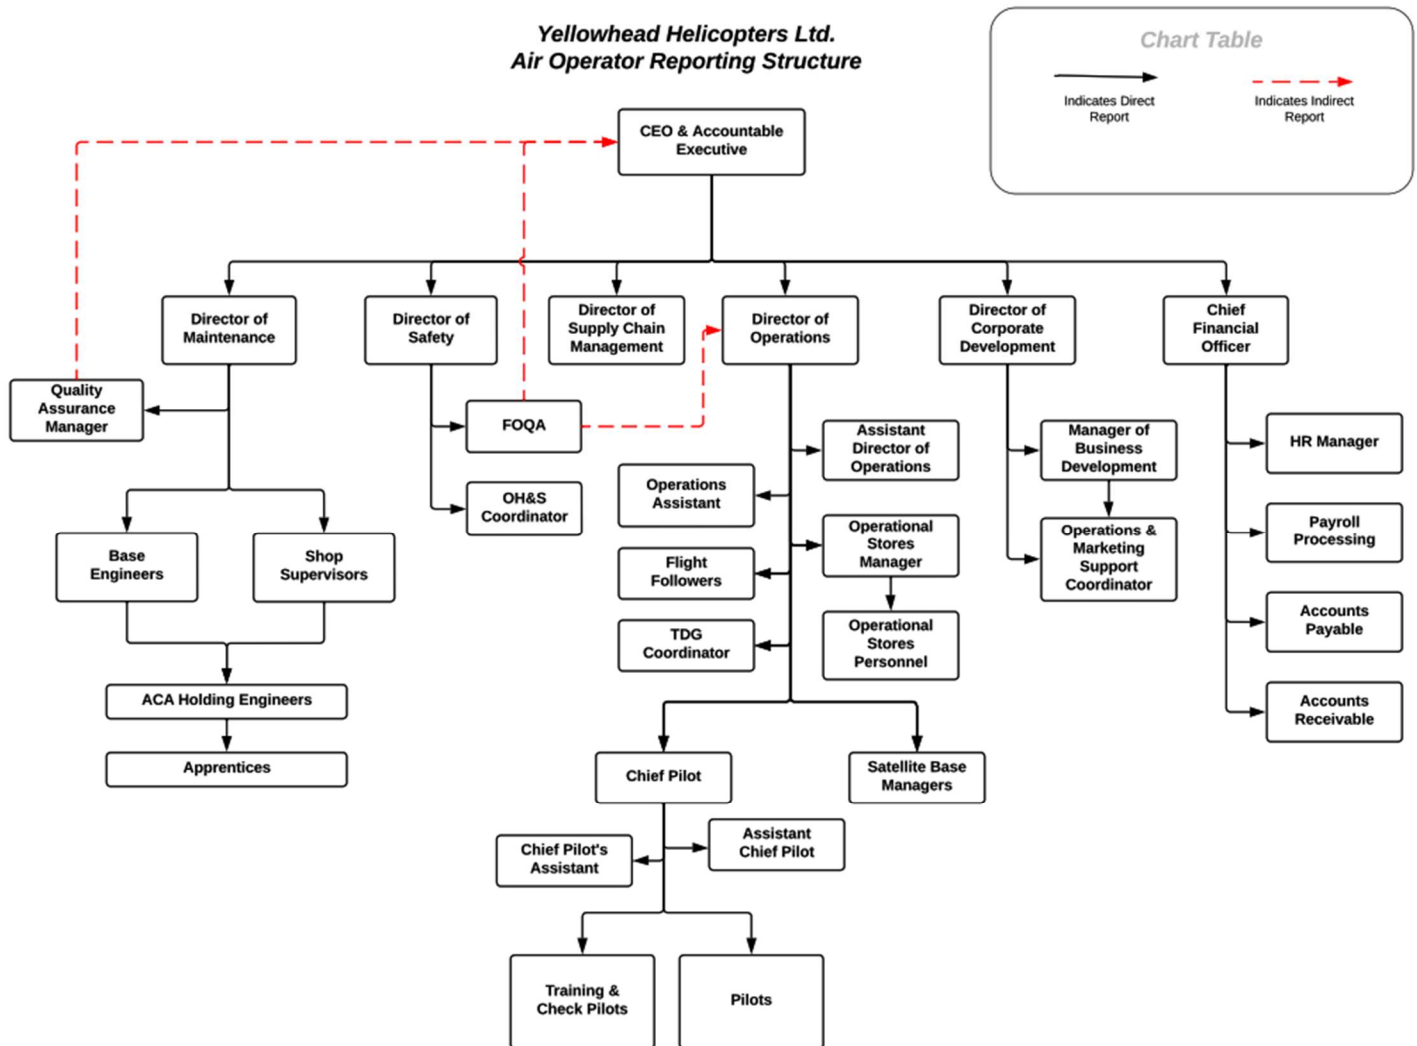 Yellowhead Helicopters Ltd.
Air Operator Reporting Structure
Chart Table
Indicates Direct
Report
Indicates Indirect
Report
CEO & Accountable
Executive
Director of
Maintenance
Director of
Safety
Director of
Supply Chain
Management
Director of
Operations
Director of
Corporate
Development
Chief
Financial
Officer
Quality
Assurance
Manager
FOQA
OH&S
Coordinator
Base
Engineers
Shop
Supervisors
ACA Holding Engineers
Apprentices
Assistant
Director of
Operations
Operations
Assistant
Operational
Stores
Manager
Flight
Followers
Operational
Stores
Personnel
TDG
Coordinator
Manager of
Business
Development
Operations &
Marketing
Support
Coordinator
HR Manager
Payroll
Processing
Accounts
Payable
Accounts
Receivable
Chief Pilot
Satellite Base
Managers
Chief Pilot's
Assistant
Assistant
Chief Pilot
Training &
Check Pilots
Pilots